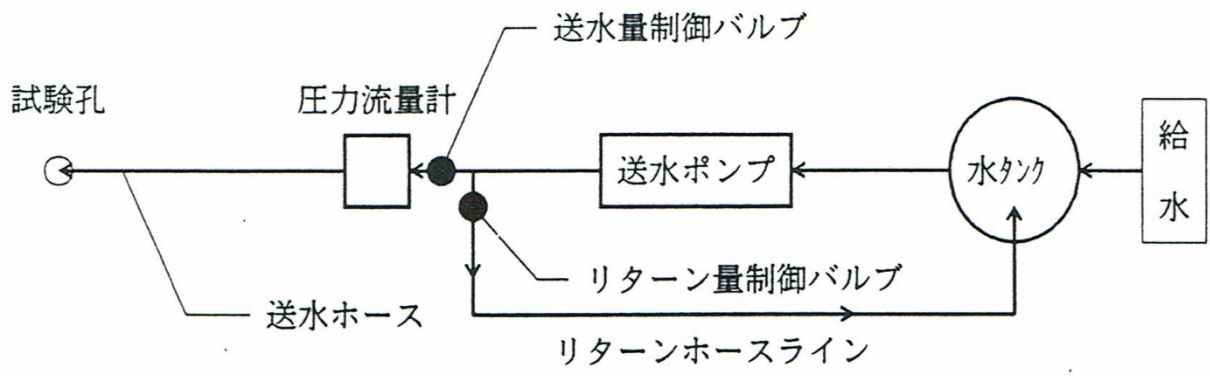 送水量制御バルブ
試験孔
圧力流量計
送水ポンプ
水タンク
給水
リターン量制御バルブ
送水ホース
リターンホースライン